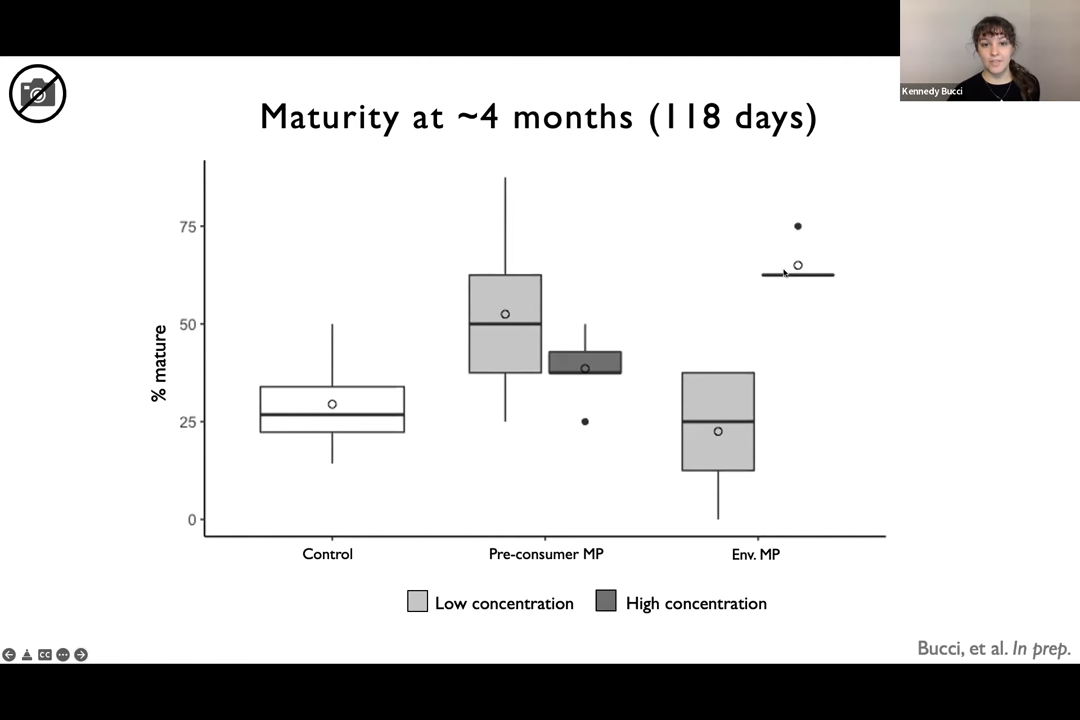 Kennedy Bucci
Maturity at ~4 months (118 days)
% mature
75
50
25
0
Control
Pre-consumer MP
Env. MP
Low concentration
High concentration
CC
Bucci, et al. In prep.